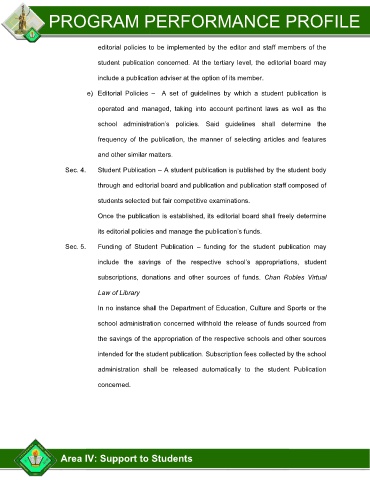 PROGRAM PERFORMANCE PROFILE
editorial policies to be implemented by the editor and staff members of the
student publication concerned. At the tertiary level, the editorial board may
include a publication adviser at the option of its member.
e) Editorial Policies – A set of guidelines by which a student publication is
operated and managed, taking into account pertinent laws as well as the
school administration's policies. Said guidelines shall determine the
frequency of the publication, the manner of selecting articles and features
and other similar matters.
Sec. 4. Student Publication – A student publication is published by the student body
through and editorial board and publication and publication staff composed of
students selected but fair competitive examinations.
Once the publication is established, its editorial board shall freely determine
its editorial policies and manage the publication's funds.
Sec. 5. Funding of Student Publication – funding for the student publication may
include the savings of the respective school's appropriations, student
subscriptions, donations and other sources of funds. Chan Robles Virtual
Law of Library
In no instance shall the Department of Education, Culture and Sports or the
school administration concerned withhold the release of funds sourced from
the savings of the appropriation of the respective schools and other sources
intended for the student publication. Subscription fees collected by the school
administration shall be released automatically to the student Publication
concerned.
Area IV: Support to Students